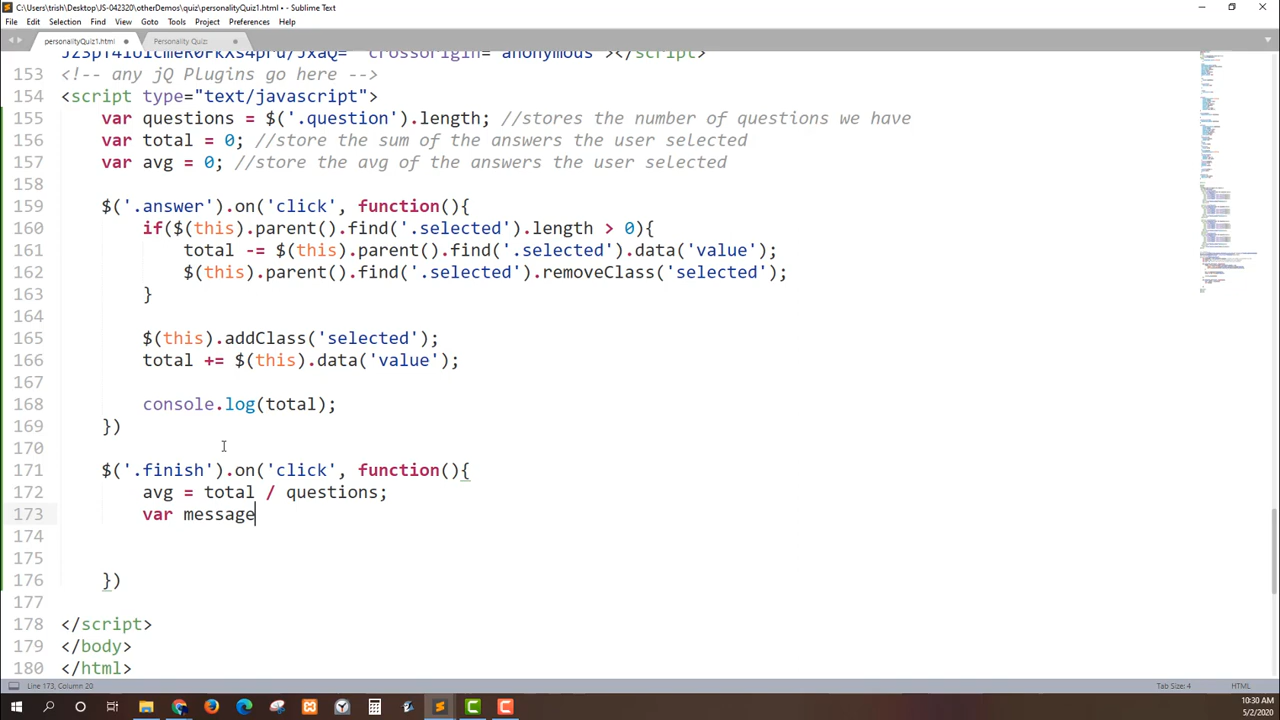 C:\Users\trish\Desktop\JS-042320\otherDemos\quiz\personalityQuiz1.html • - Sublime Text
File Edit Selection Find View Goto Tools Project Preferences Help
personalityQuiz1.html Personality Quiz
crossorigin="anonymous"></script>
153 <!-- any jQ Plugins go here -->
154 <script type="text/javascript">
155 var questions = $('.question').length; //stores the number of questions we have
156 var total = 0; //store the sum of the answers the user selected
157 var avg = 0; //store the avg of the ansers the user selected
158
159 $('.answer').on('click', function(){
160 if($(this).parent().find('.selected').length > 0){
161 total -= $(this).parent().find('.selected').data('value');
162 $(this).parent().find('.selected').removeClass('selected');
163 }
164
165 $(this).addClass('selected');
166 total += $(this).data('value');
167
168 console.log(total);
169 })
170
171 $('.finish').on('click', function(){
172 avg = total / questions;
173 var message
174
175
176 })
177
178 </script>
179 </body>
180 </html>
Line 173, Column 20 Tab Size: 4 HTML
10:30 AM
5/2/2020